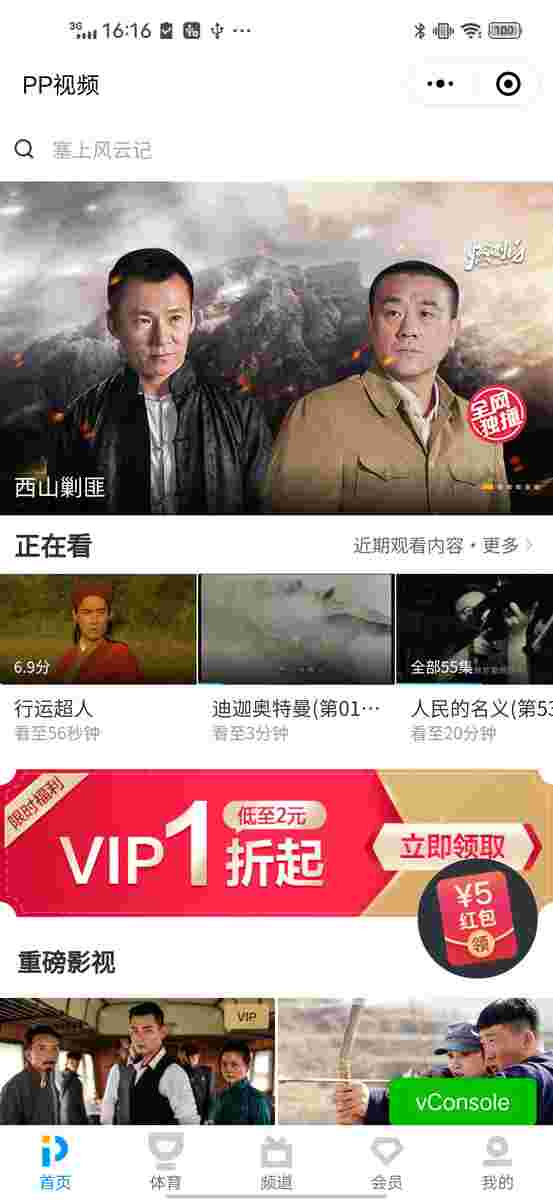 3G 16:16 100
PP视频
塞上风云记
全网
独播
西山剿匪
正在看
近期观看内容·更多
6.9分
全部55集
行运超人
迪迦奥特曼(第01…
人民的名义(第53
看至56秒钟
看至3分钟
看至20分钟
限时福利
VIP1折起
低至2元
立即领取
¥5
红包
领
重磅影视
VIP
vConsole
首页
体育
频道
会员
我的